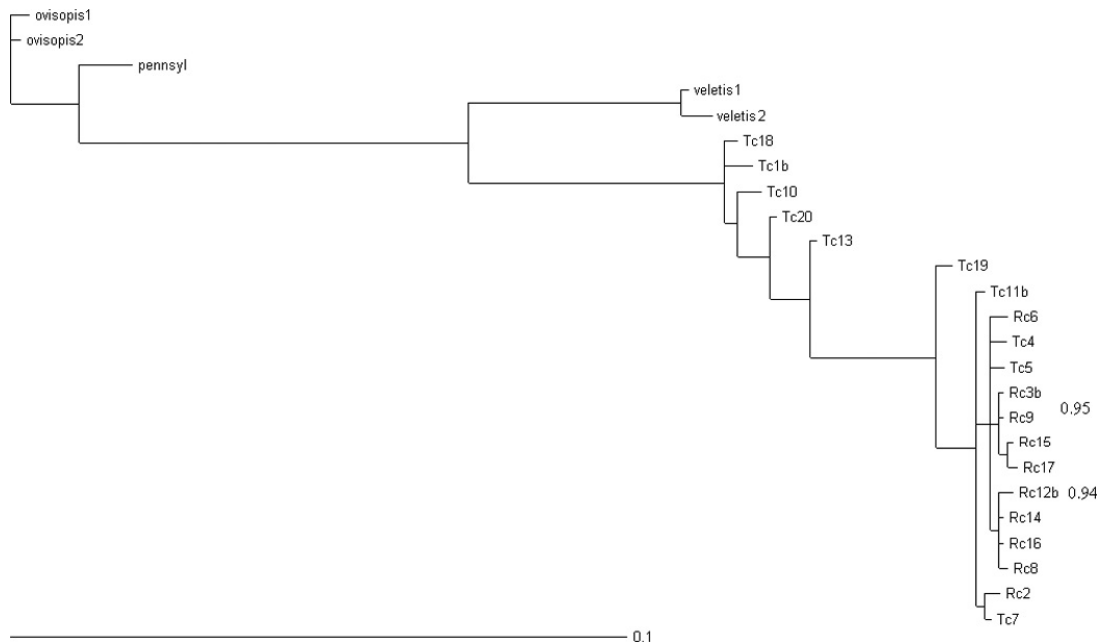 ovisopis1
ovisopis2
pennsyl
veletis1
veletis2
Tc18
Tc1b
Tc10
Tc20
Tc13
Tc19
Tc11b
Rc6
Tc4
Tc5
Rc3b
0.95
Rc9
Rc15
Rc17
Rc12b 0.94
Rc14
Rc16
Rc8
Rc2
Tc7
0.1